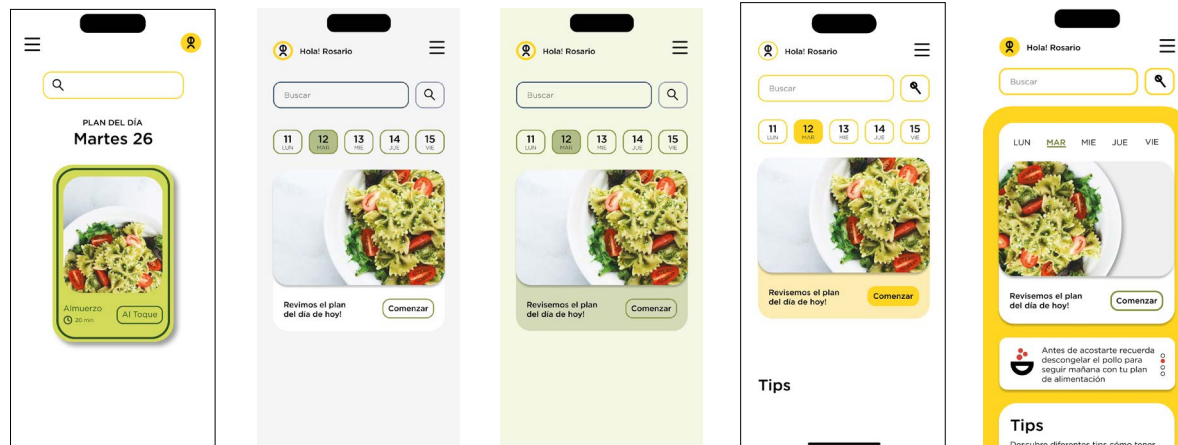 PLAN DEL DÍA
Martes 26
Almuerzo
20 min
Al Toque
Hola! Rosario
Buscar
11 12 13 14 15
LUN MAR MIE JUE VIE
Revimos el plan
del día de hoy!
Comenzar
Hola! Rosario
Buscar
11 12 13 14 15
LUN MAR MIE JUE VIE
Revisemos el plan
del día de hoy!
Comenzar
Hola! Rosario
Buscar
11 12 13 14 15
LUN MAR MIE JUE VIE
Revisemos el plan
del día de hoy!
Comenzar
Tips
Hola! Rosario
Buscar
LUN MAR MIE JUE VIE
Revisemos el plan
del día de hoy!
Comenzar
Antes de acostarte recuerda
descongelar el pollo para
seguir mañana con tu plan
de alimentación
Tips
Descubre diferentes tips cómo tener